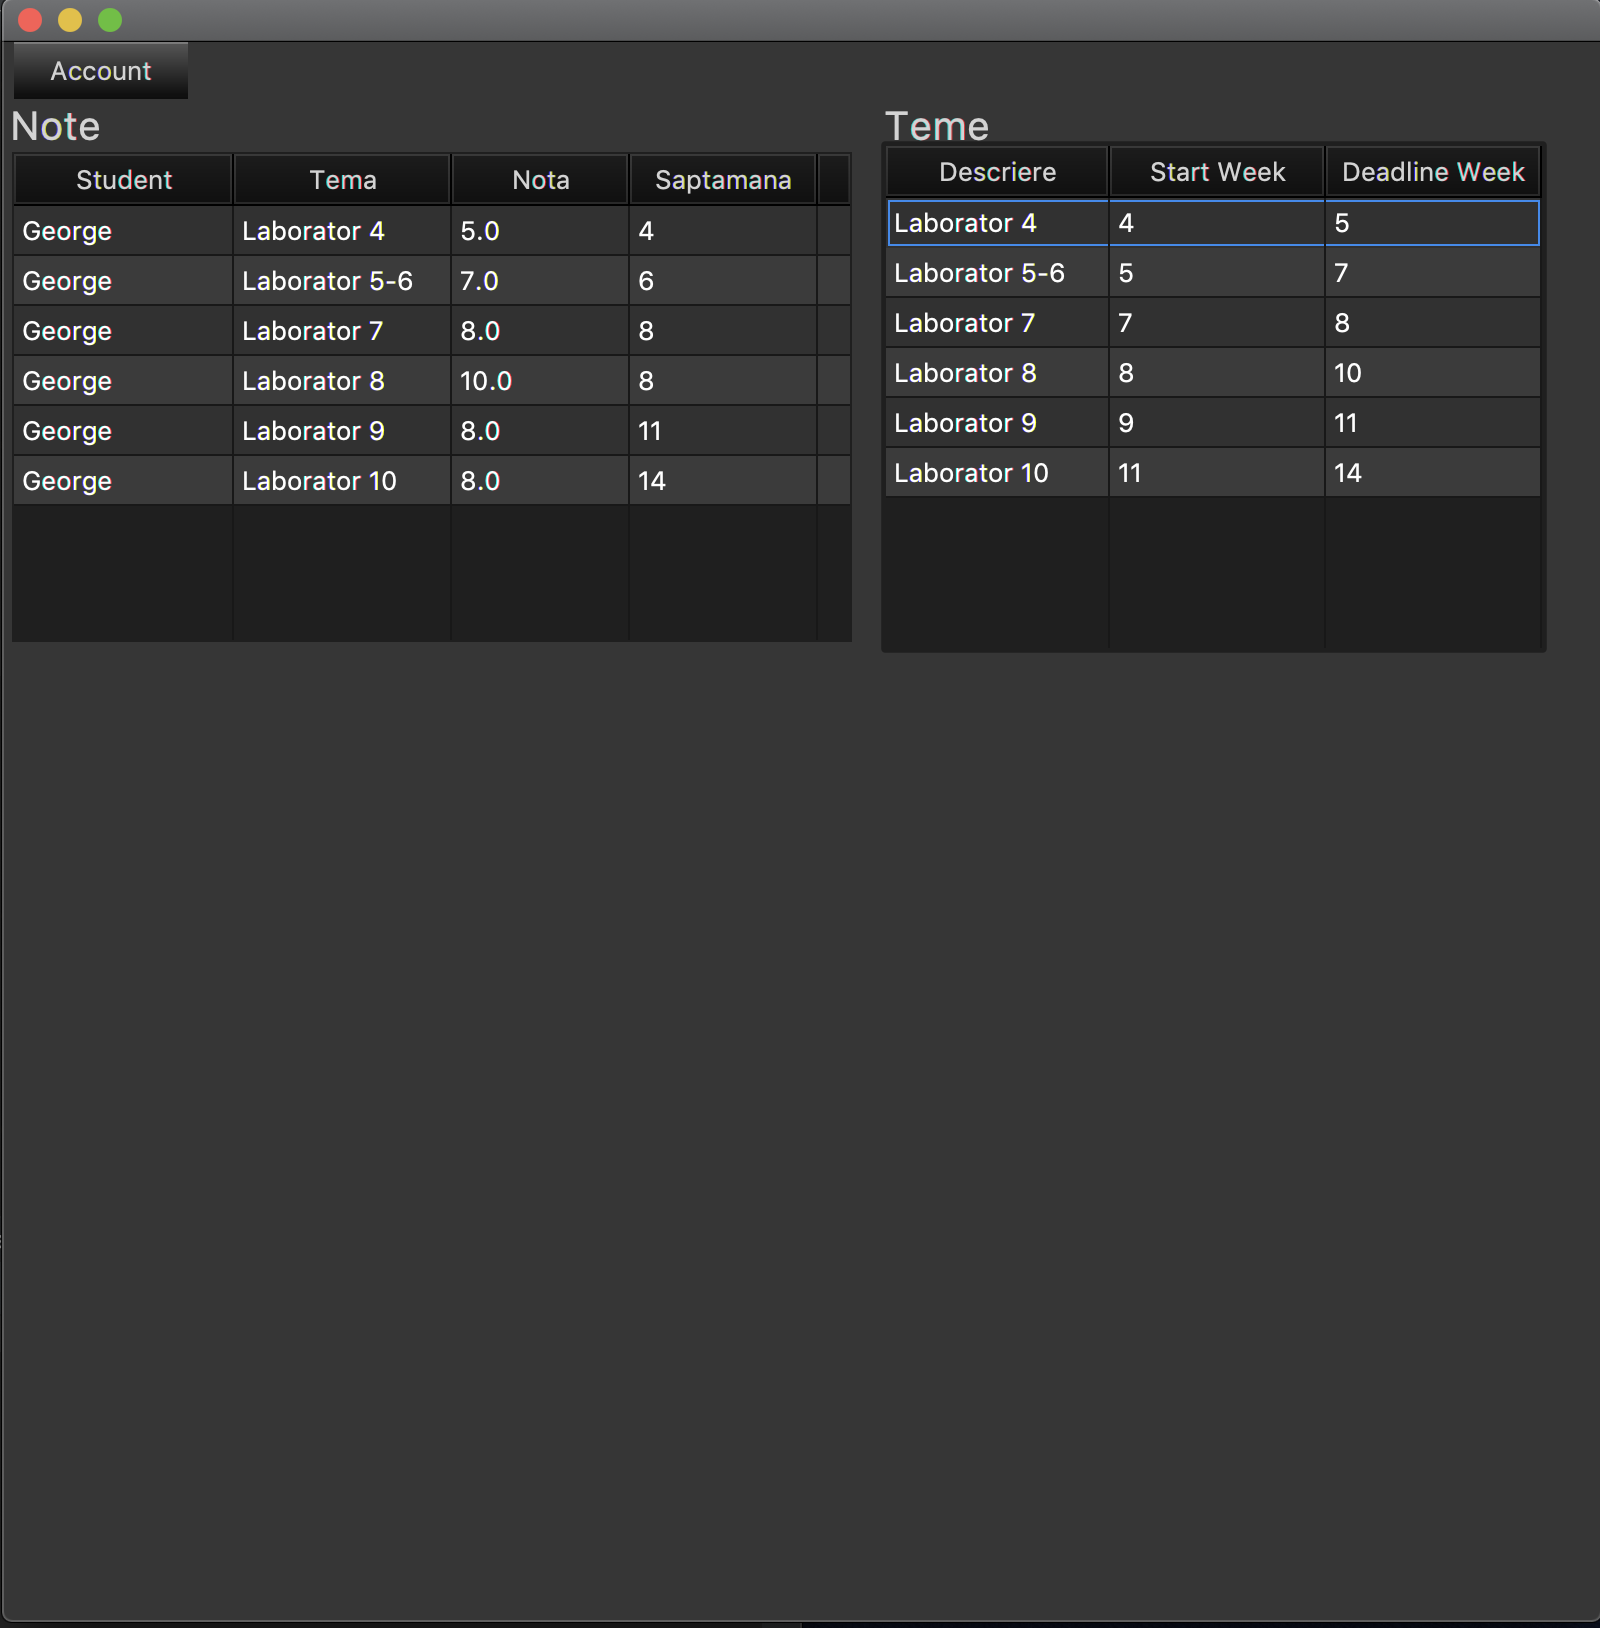 Account
Note
Student Tema Nota Saptamana
George Laborator 4 5.0 4
George Laborator 5-6 7.0 6
George Laborator 7 8.0 8
George Laborator 8 10.0 8
George Laborator 9 8.0 11
George Laborator 10 8.0 14
Teme
Descriere Start Week Deadline Week
Laborator 4 4 5
Laborator 5-6 5 7
Laborator 7 7 8
Laborator 8 8 10
Laborator 9 9 11
Laborator 10 11 14